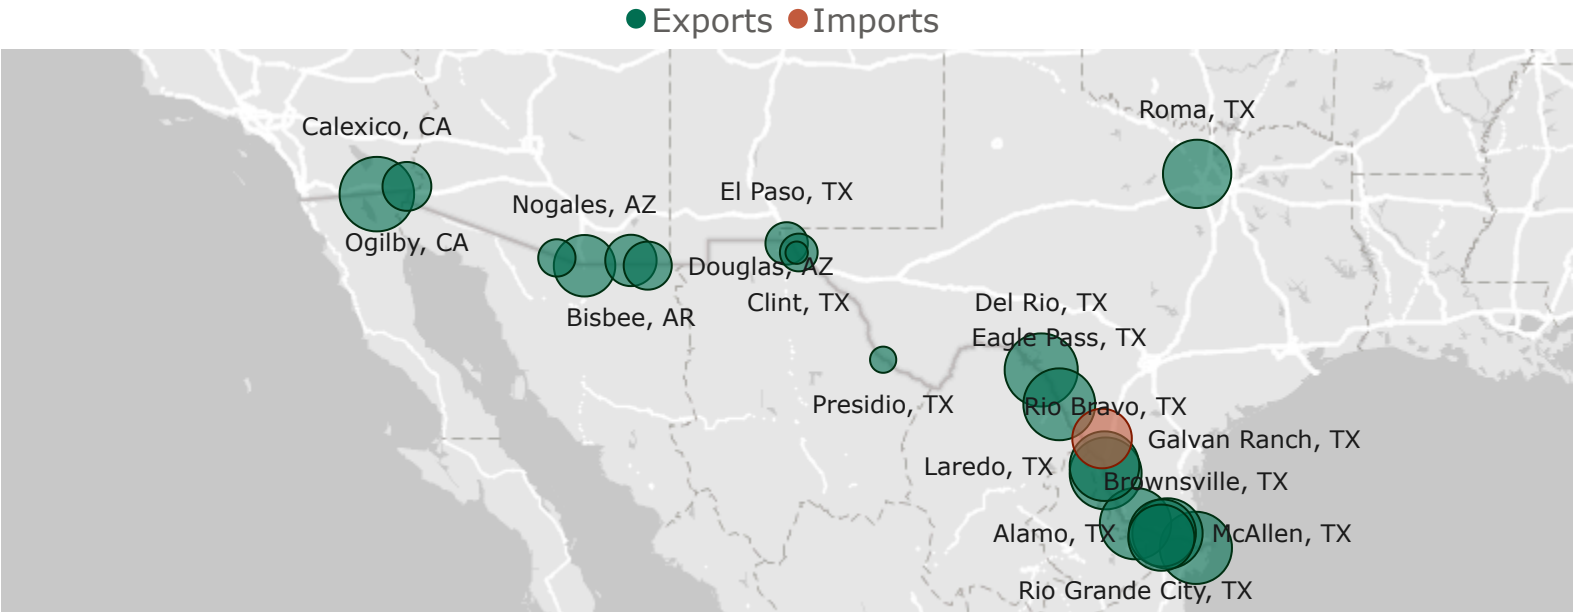 Exports Imports
Roma, TX
Calexico, CA
El Paso, TX
Nogales, AZ
Ogilby, CA
Douglas, AZ
Clint, TX
Del Rio, TX
Bisbee, AR
Eagle Pass, TX
Presidio, TX
Rio Bravo, TX
Galvan Ranch, TX
Laredo, TX
Brownsville, TX
Alamo, TX
McAllen, TX
Rio Grande City, TX